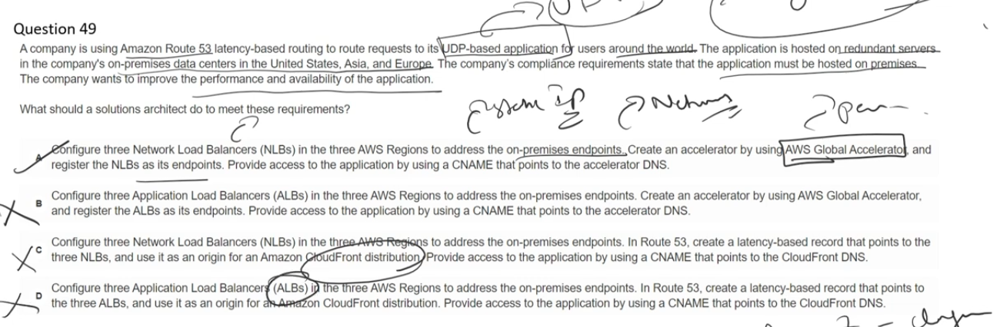 Question 49
A company is using Amazon Route 53 latency-based routing to route requests to its UDP-based application for users around the world. The application is hosted on redundant servers
in the company's on-premises data centers in the United States, Asia, and Europe. The company's compliance requirements state that the application must be hosted on premises.
The company wants to improve the performance and availability of the application.
What should a solutions architect do to meet these requirements?
A Configure three Network Load Balancers (NLBs) in the three AWS Regions to address the on-premises endpoints. Create an accelerator by using AWS Global Accelerator, and
register the NLBs as its endpoints. Provide access to the application by using a CNAME that points to the accelerator DNS.
B Configure three Application Load Balancers (ALBs) in the three AWS Regions to address the on-premises endpoints. Create an accelerator by using AWS Global Accelerator,
and register the ALBs as its endpoints. Provide access to the application by using a CNAME that points to the accelerator DNS.
C Configure three Network Load Balancers (NLBs) in the three AWS Regions to address the on-premises endpoints. In Route 53, create a latency-based record that points to the
three NLBs, and use it as an origin for an Amazon CloudFront distribution. Provide access to the application by using a CNAME that points to the CloudFront DNS.
D Configure three Application Load Balancers (ALBs) in the three AWS Regions to address the on-premises endpoints. In Route 53, create a latency-based record that points to
the three ALBs, and use it as an origin for an Amazon CloudFront distribution. Provide access to the application by using a CNAME that points to the CloudFront DNS.